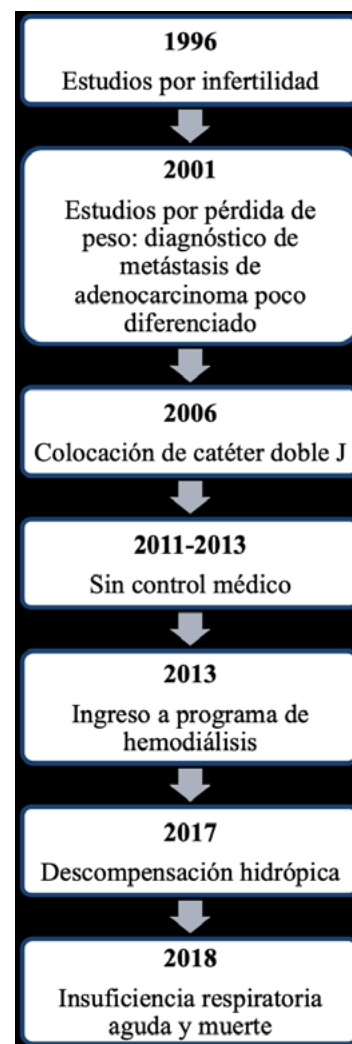 1996
Estudios por infertilidad
2001
Estudios por pérdida de
peso: diagnóstico de
metástasis de
adenocarcinoma poco
diferenciado
2006
Colocación de catéter doble J
2011-2013
Sin control médico
2013
Ingreso a programa de
hemodiálisis
2017
Descompensación hidrópica
2018
Insuficiencia respiratoria
aguda y muerte